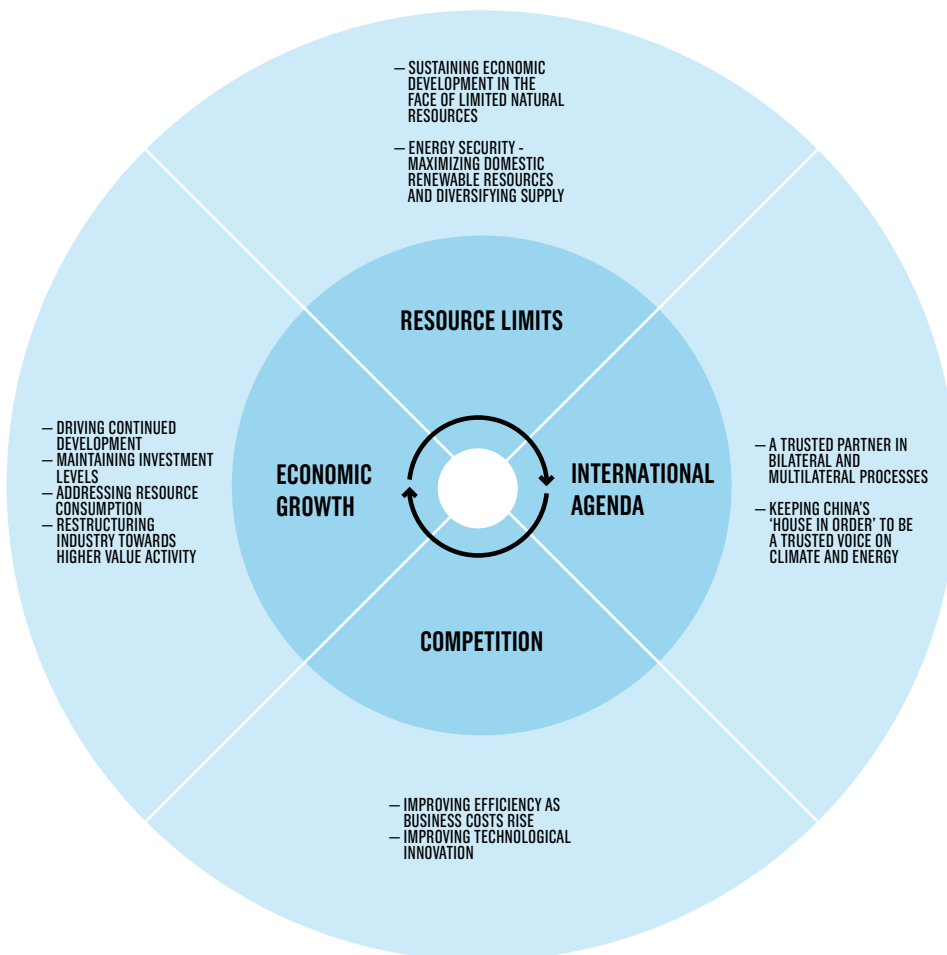 — SUSTAINING ECONOMIC
DEVELOPMENT IN THE
FACE OF LIMITED NATURAL
RESOURCES
— ENERGY SECURITY -
MAXIMIZING DOMESTIC
RENEWABLE RESOURCES
AND DIVERSIFYING SUPPLY
RESOURCE LIMITS
— DRIVING CONTINUED
DEVELOPMENT
— MAINTAINING INVESTMENT
LEVELS
— ADDRESSING RESOURCE
CONSUMPTION
— RESTRUCTURING
INDUSTRY TOWARDS
HIGHER VALUE ACTIVITY
ECONOMIC
GROWTH
INTERNATIONAL
AGENDA
— A TRUSTED PARTNER IN
BILATERAL AND
MULTILATERAL PROCESSES
— KEEPING CHINA'S
'HOUSE IN ORDER' TO BE
A TRUSTED VOICE ON
CLIMATE AND ENERGY
COMPETITION
— IMPROVING EFFICIENCY AS
BUSINESS COSTS RISE
— IMPROVING TECHNOLOGICAL
INNOVATION